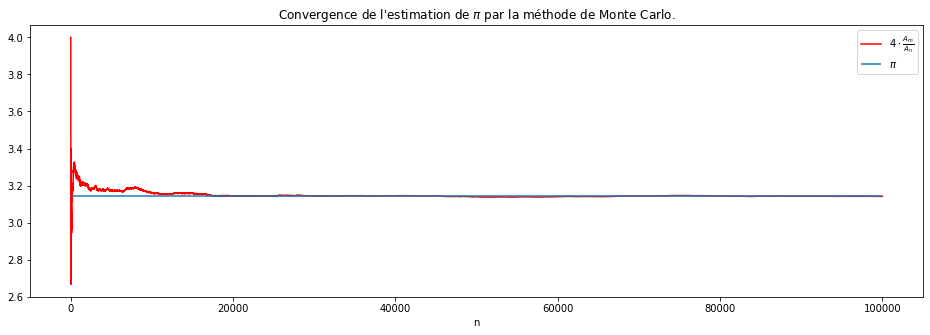 Convergence de l'estimation de π par la méthode de Monte Carlo.
4 · A_m/A_n
π
4.0
3.8
3.6
3.4
3.2
3.0
2.8
2.6
0 20000 40000 60000 80000 100000
n